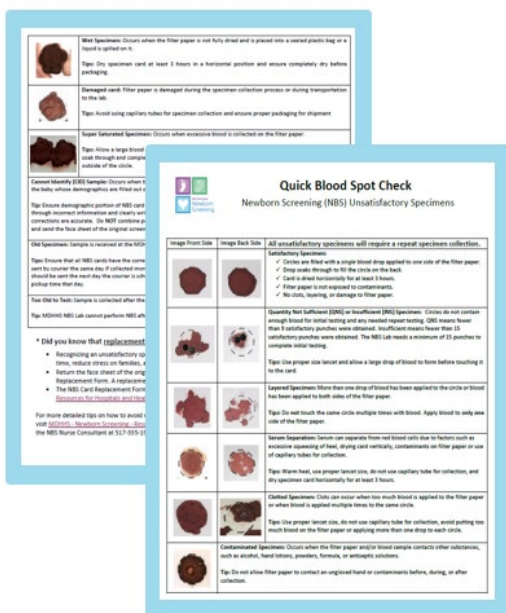 Wet Specimen: Occurs when the filter paper is not fully dried and is placed into a sealed plastic bag or a
liquid is spilled on it.
Tips: Dry specimen card at least 3 hours in a horizontal position and ensure completely dry before
packaging.
Damaged card: Filter paper is damaged during the specimen collection process or during transportation
to the lab.
Tips: Avoid using capillary tubes for specimen collection and ensure proper packaging for shipment
Super Saturated Specimen: Occurs when excessive blood is collected on the filter paper.
Tips: Allow a large blood
soak through and comple
outside of the circle.
Cannot Identify (CID) Sample: Occurs when t
the baby whose demographics are filled out o
Tip: Ensure demographic portion of NBS card
through incorrect information and clearly wri
corrections are accurate. Do NOT combine p
and send the face sheet of the original screen
Old Specimen: Sample is received at the MDH
Tips: Ensure that all NBS cards have the corre
sent by courier the same day if collected mor
should be sent the next day the courier is sch
pickup time that day.
Too Old to Test: Sample is collected after the
Tip: MDHHS NBS Lab cannot perform NBS aft
* Did you know that replacement
• Recognizing an unsatisfactory sp
time, reduce stress on families, a
• Return the face sheet of the orig
Replacement Form. A replaceme
• The NBS Card Replacement Form
Resources for Hospitals and Heal
For more detailed tips on how to avoid
visit MDHHS - Newborn Screening - Reso
the NBS Nurse Consultant at 517-335-19
Newborn
Screening
Quick Blood Spot Check
Newborn Screening (NBS) Unsatisfactory Specimens
Image Front Side Image Back Side All unsatisfactory specimens will require a repeat specimen collection.
Satisfactory Specimen:
✓ Circles are filled with a single blood drop applied to one side of the filter paper.
✓ Drop soaks through to fill the circle on the back.
✓ Card is dried horizontally for at least 3 hours.
✓ Filter paper is not exposed to contaminants.
✓ No clots, layering, or damage to filter paper.
Quantity Not Sufficient (QNS) or Insufficient (INS) Specimen: Circles do not contain
enough blood for initial testing and any needed repeat testing. QNS means fewer
than 5 satisfactory punches were obtained. Insufficient means fewer than 15
satisfactory punches were obtained. The NBS Lab needs a minimum of 15 punches to
complete initial testing.
Tips: Use proper size lancet and allow a large drop of blood to form before touching it
to the card.
Layered Specimen: More than one drop of blood has been applied to the circle or blood
has been applied to both sides of the filter paper.
Tips: Do not touch the same circle multiple times with blood. Apply blood to only one
side of the filter paper.
Serum Separation: Serum can separate from red blood cells due to factors such as
excessive squeezing of heel, drying card vertically, contaminants on filter paper or use
of capillary tubes for collection.
Tips: Warm heel, use proper lancet size, do not use capillary tube for collection, and
dry specimen card horizontally for at least 3 hours.
Clotted Specimen: Clots can occur when too much blood is applied to the filter paper
or when blood is applied multiple times to the same circle.
Tips: Use proper lancet size, do not use capillary tube for collection, avoid putting too
much blood on the filter paper or applying more than one drop to each circle.
Contaminated Specimen: Occurs when the filter paper and/or blood sample contacts other substances,
such as alcohol, hand lotions, powders, formula, or antiseptic solutions.
Tip: Do not allow filter paper to contact an ungloved hand or contaminants before, during, or after
collection.